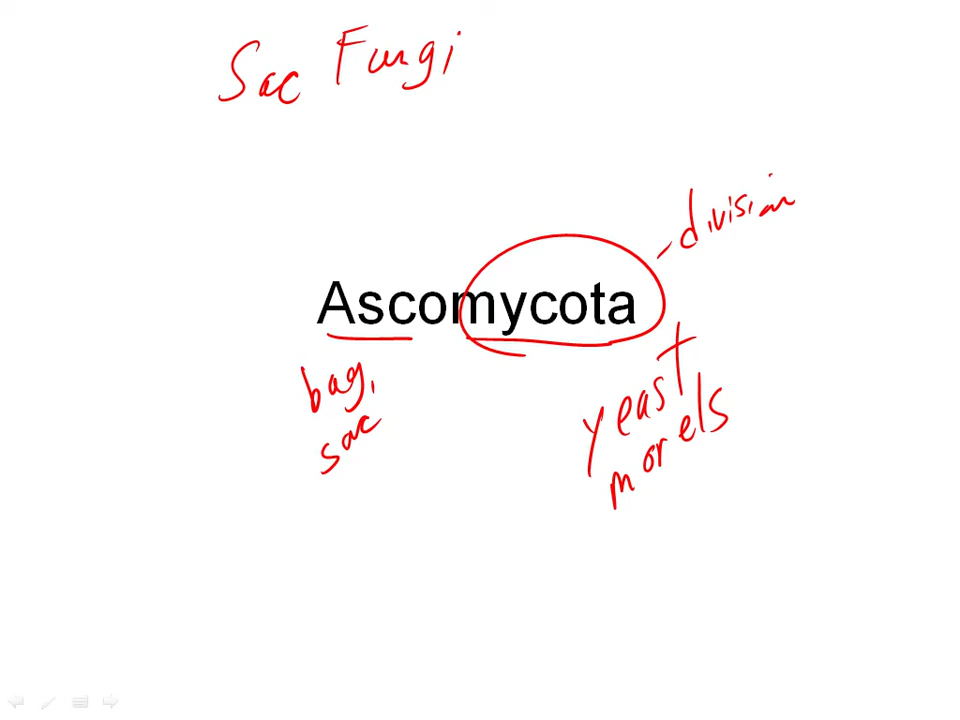 Sac Fungi
-division
Ascomycota
bag,
sac
yeast
morels